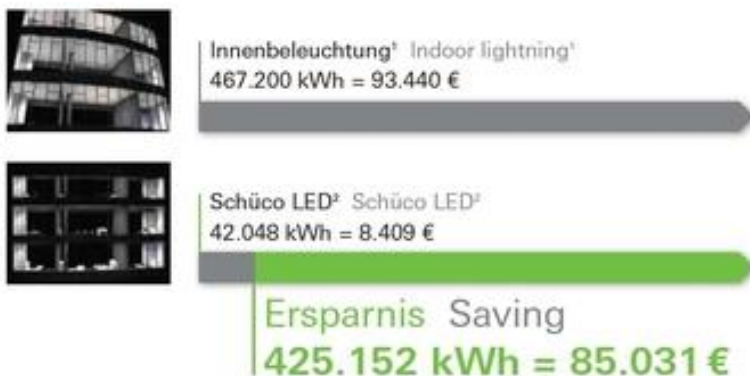 Innenbeleuchtung¹ Indoor lightning¹
467.200 kWh = 93.440 €
Schüco LED² Schüco LED²
42.048 kWh = 8.409 €
Ersparnis Saving
425.152 kWh = 85.031 €